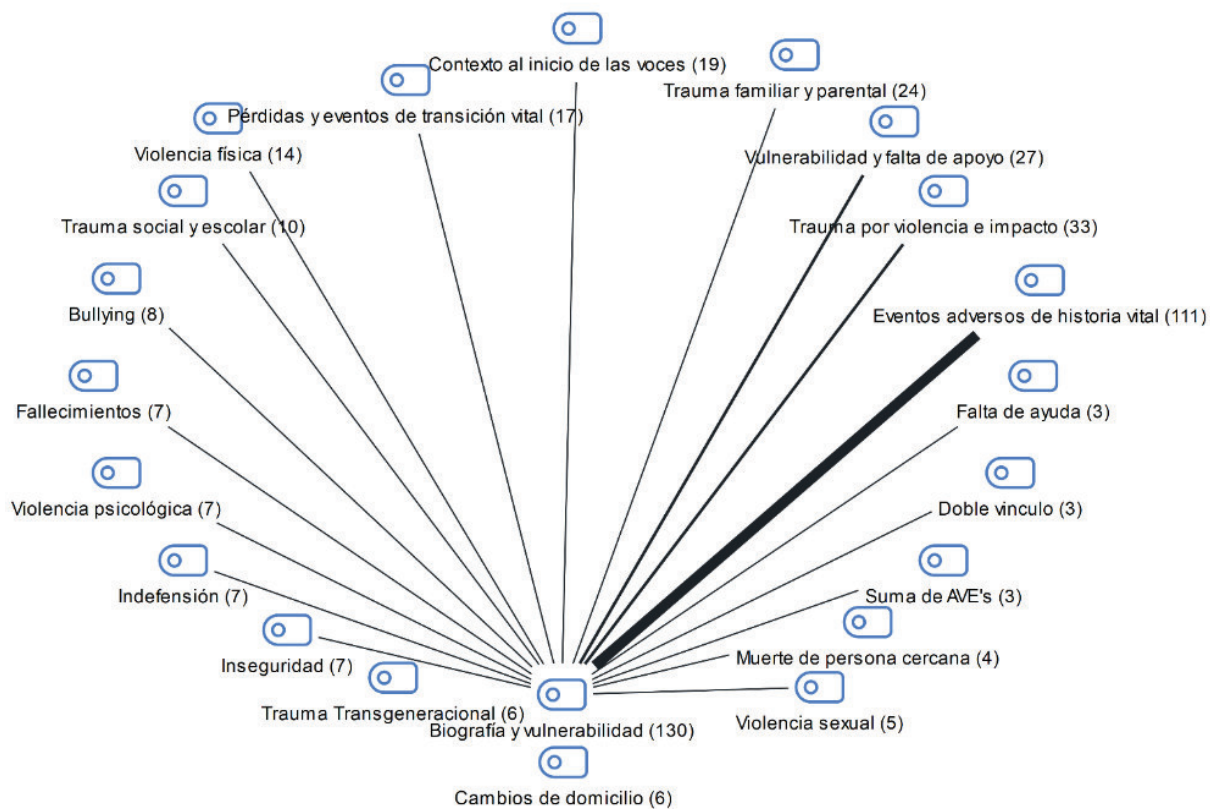 Contexto al inicio de las voces (19)
Trauma familiar y parental (24)
Pérdidas y eventos de transición vital (17)
Violencia física (14)
Vulnerabilidad y falta de apoyo (27)
Trauma social y escolar (10)
Trauma por violencia e impacto (33)
Bullying (8)
Eventos adversos de historia vital (111)
Fallecimientos (7)
Falta de ayuda (3)
Violencia psicológica (7)
Doble vinculo (3)
Indefensión (7)
Suma de AVE's (3)
Inseguridad (7)
Muerte de persona cercana (4)
Trauma Transgeneracional (6)
Biografía y vulnerabilidad (130)
Violencia sexual (5)
Cambios de domicilio (6)